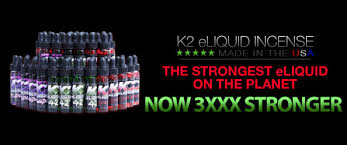 K2 eLIQUID INCENSE
★★★★★ MADE IN THE USA
THE STRONGEST eLIQUID
ON THE PLANET
NOW 3XXX STRONGER